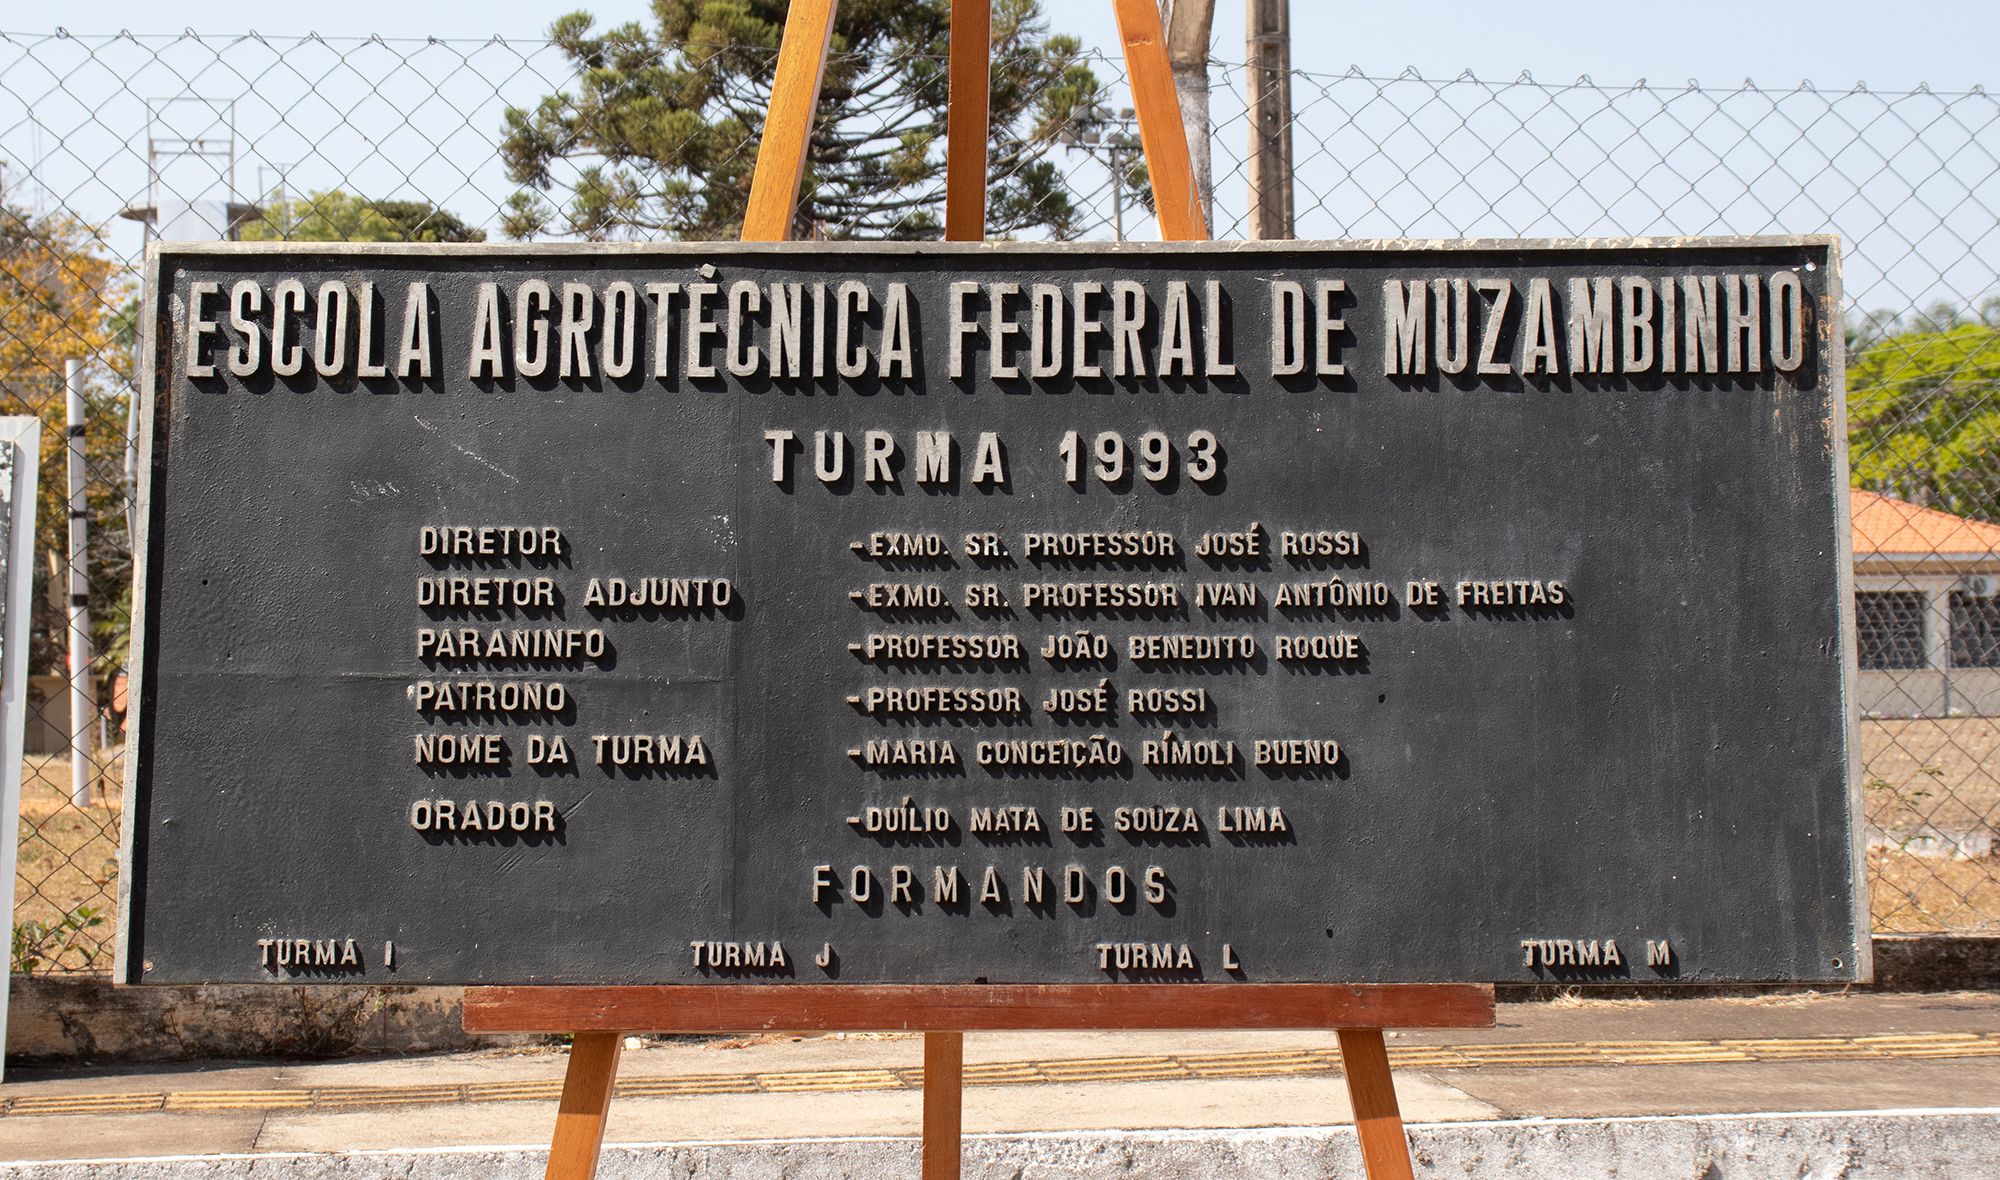 ESCOLA AGROTÉCNICA FEDERAL DE MUZAMBINHO
TURMA 1993
DIRETOR -EXMO. SR. PROFESSOR JOSÉ ROSSI
DIRETOR ADJUNTO -EXMO. SR. PROFESSOR IVAN ANTÔNIO DE FREITAS
PARANINFO -PROFESSOR JOÃO BENEDITO ROQUE
PATRONO -PROFESSOR JOSÉ ROSSI
NOME DA TURMA -MARIA CONCEIÇÃO RÍMOLI BUENO
ORADOR -DUÍLIO MATA DE SOUZA LIMA
FORMANDOS
TURMA I TURMA J TURMA L TURMA M